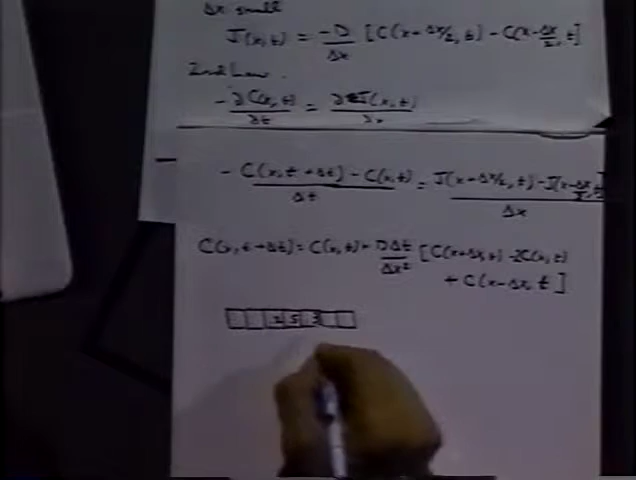 Δx small
J(x,t) = -D/Δx [C(x+Δx/2, t) - C(x-Δx/2, t]
2nd Law.
-∂C(x,t)/∂t = ∂J(x,t)/∂x
- C(x,t+Δt) - C(x,t)/Δt = J(x+Δx/2,t) - J(x-Δx/2,t)/Δx
C(x,t+Δt) = C(x,t) + DΔt/Δx² [C(x+Δx,t) - 2C(x,t)
+ C(x-Δx, t]
2 5 3